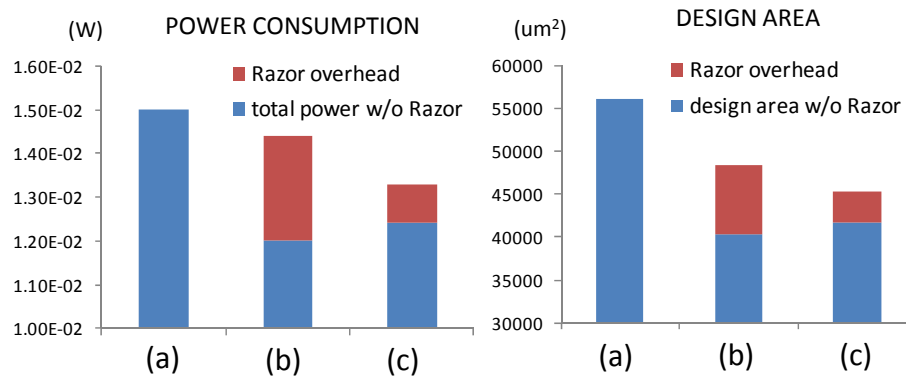 (W) POWER CONSUMPTION
1.60E-02
1.50E-02
1.40E-02
1.30E-02
1.20E-02
1.10E-02
1.00E-02
Razor overhead
total power w/o Razor
(a) (b) (c)
(um²) DESIGN AREA
60000
55000
50000
45000
40000
35000
30000
Razor overhead
design area w/o Razor
(a) (b) (c)